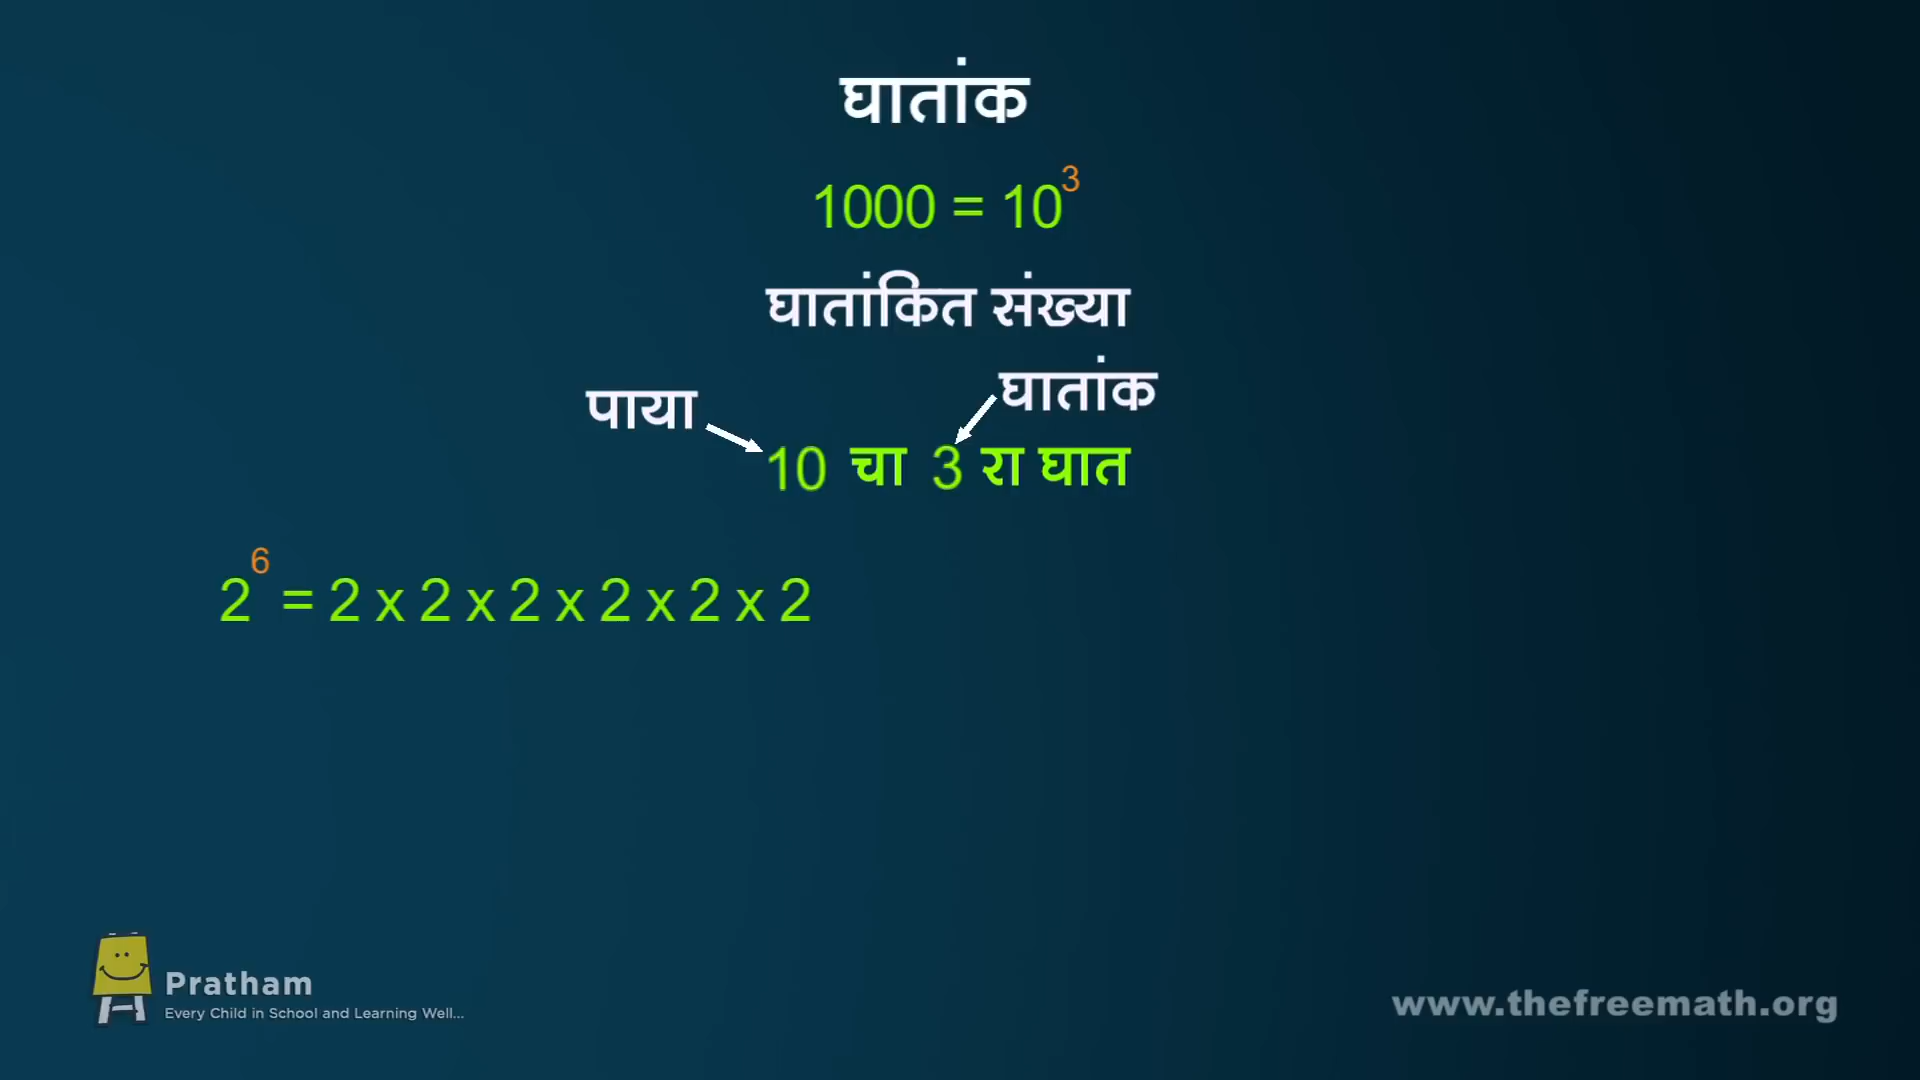 घातांक
1000 = 10³
घातांकित संख्या
पाया
घातांक
10 चा 3 रा घात
2⁶ = 2 x 2 x 2 x 2 x 2 x 2
Pratham
Every Child in School and Learning Well...
www.thefreemath.org